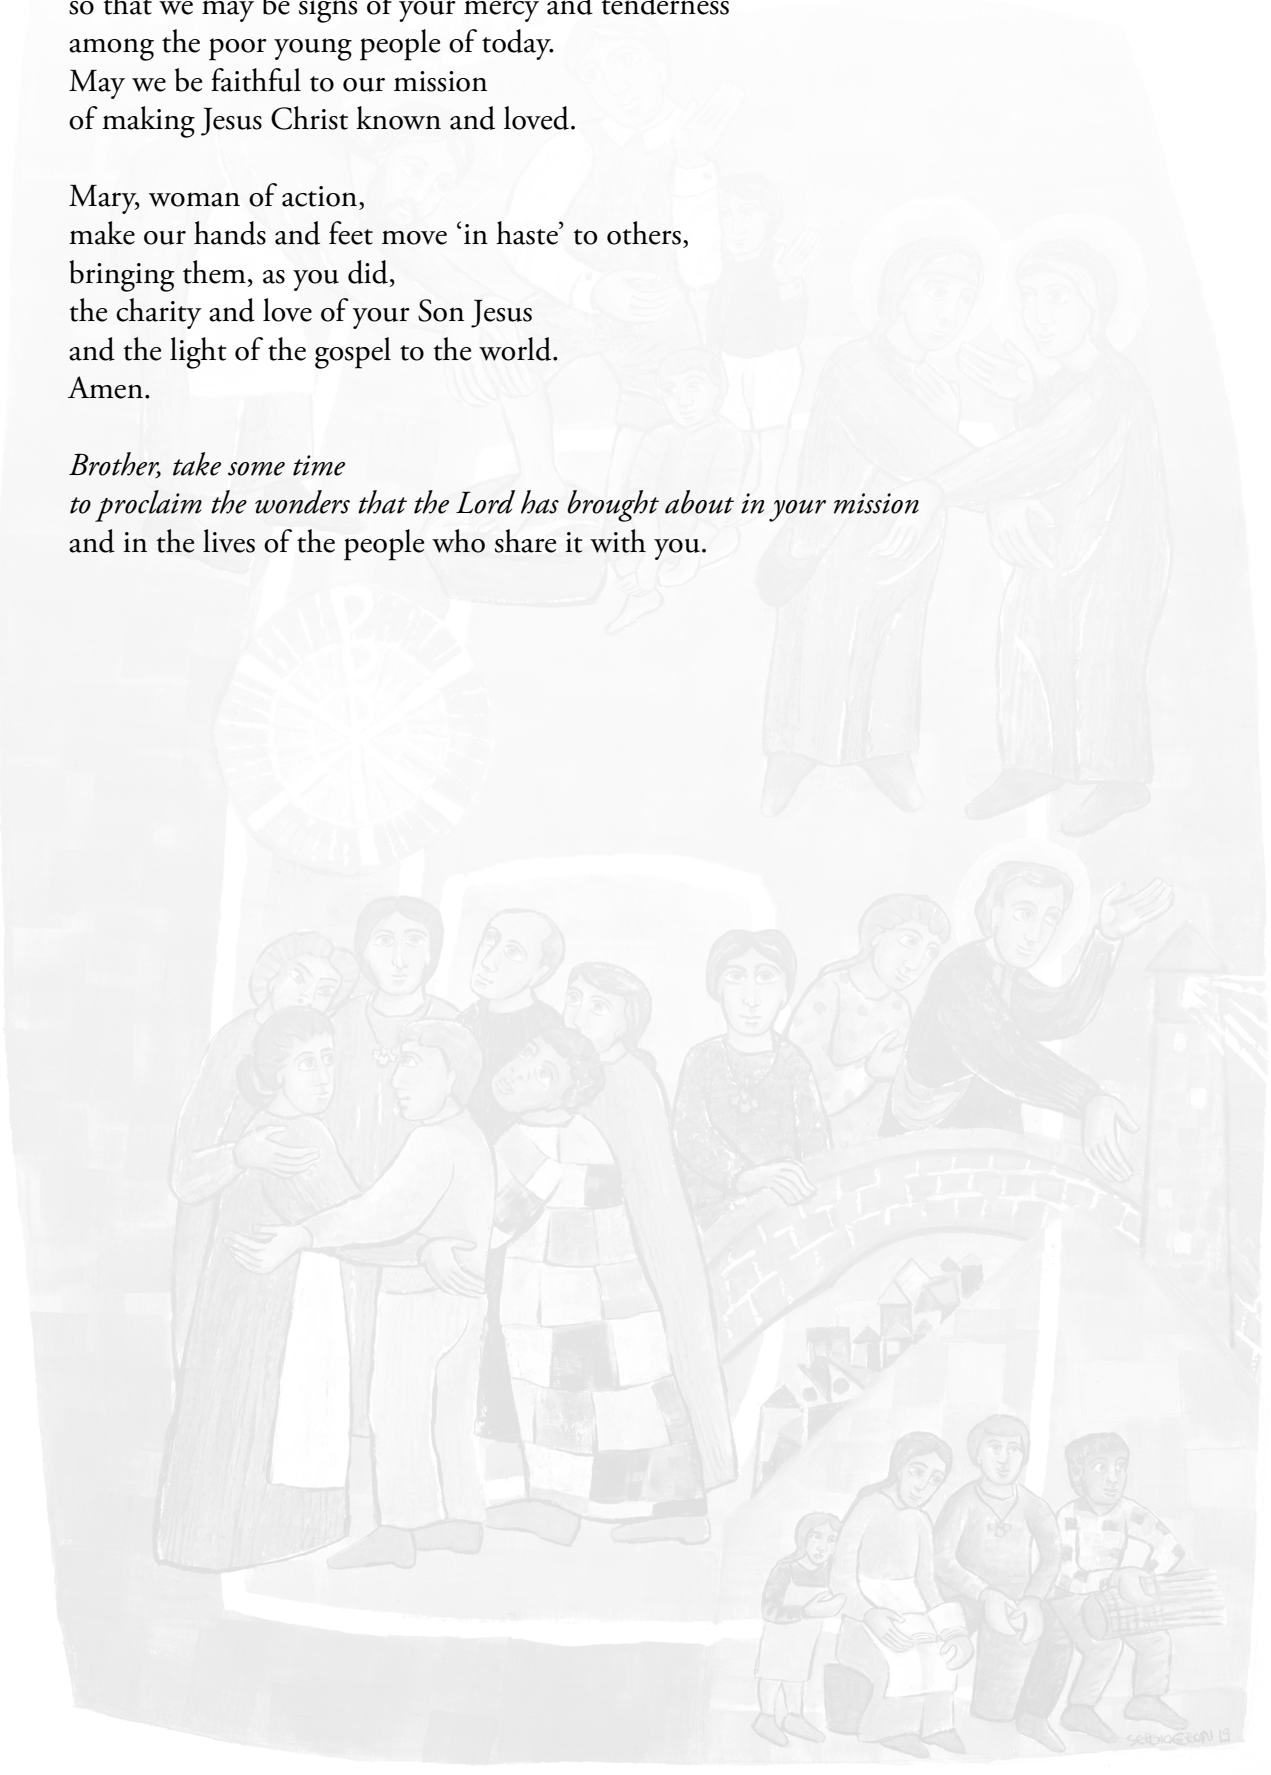 so that we may be signs of your mercy and tenderness
among the poor young people of today.
May we be faithful to our mission
of making Jesus Christ known and loved.
Mary, woman of action,
make our hands and feet move ‘in haste’ to others,
bringing them, as you did,
the charity and love of your Son Jesus
and the light of the gospel to the world.
Amen.
Brother, take some time
to proclaim the wonders that the Lord has brought about in your mission
and in the lives of the people who share it with you.